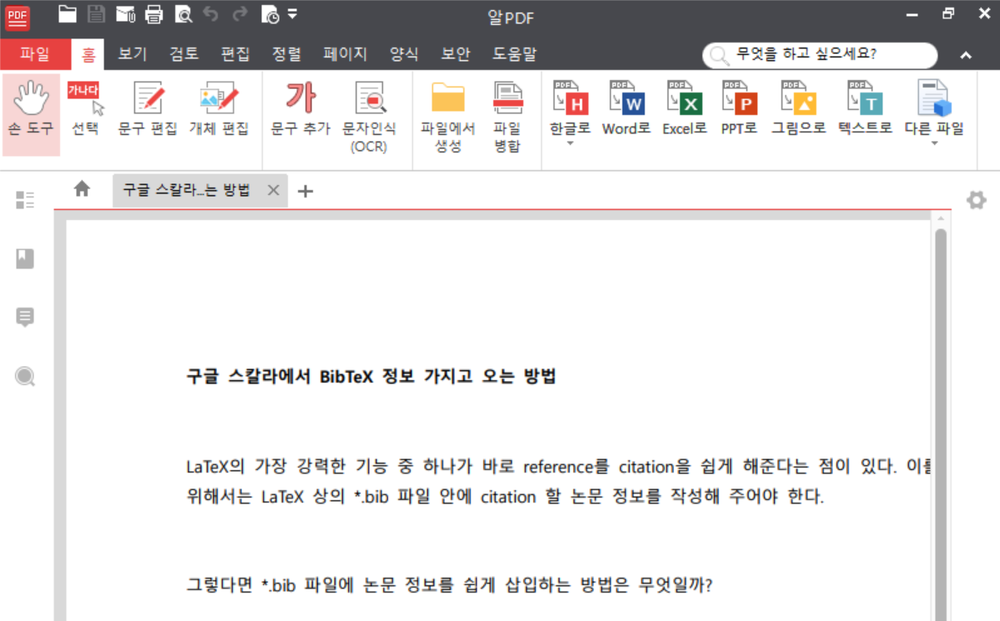 PDF
알PDF
파일 홈 보기 검토 편집 정렬 페이지 양식 보안 도움말
무엇을 하고 싶으세요?
가나다
가
PDF H
PDF W
PDF X
PDF P
PDF
PDF T
손 도구 선택 문구 편집 개체 편집 문구 추가 문자인식 파일에서 파일 한글로 Word로 Excel로 PPT로 그림으로 텍스트로 다른 파일
(OCR) 생성 병합
구글 스칼라...는 방법
구글 스칼라에서 BibTeX 정보 가지고 오는 방법
LaTeX의 가장 강력한 기능 중 하나가 바로 reference를 citation을 쉽게 해준다는 점이 있다. 이를
위해서는 LaTeX 상의 *.bib 파일 안에 citation 할 논문 정보를 작성해 주어야 한다.
그렇다면 *.bib 파일에 논문 정보를 쉽게 삽입하는 방법은 무엇일까?